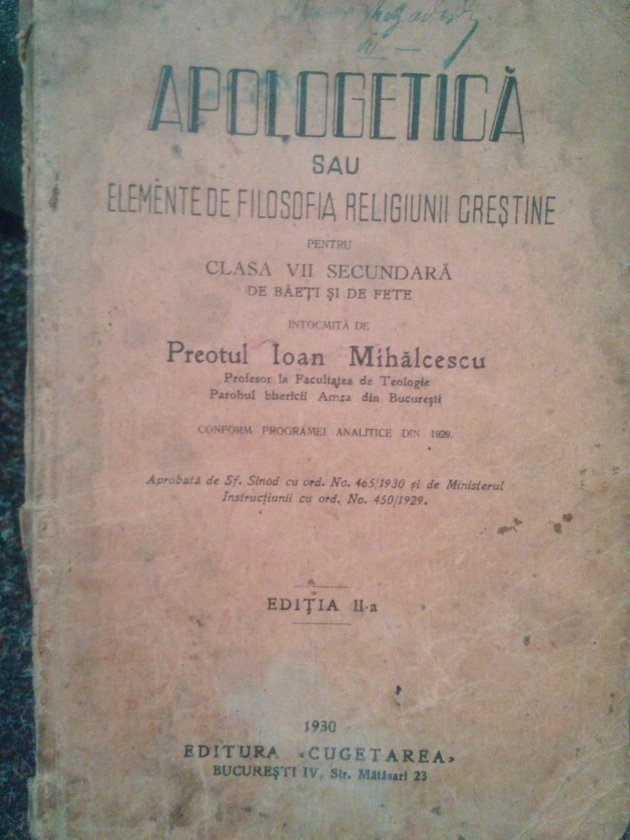 APOLOGETICĂ
SAU
ELEMENTE DE FILOSOFIA RELIGIUNII CREȘTINE
PENTRU
CLASA VII SECUNDARĂ
DE BĂEȚI ȘI DE FETE
INTOCMITĂ DE
Preotul Ioan Mihălcescu
Profesor la Facultatea de Teologie
Parohul bisericii Amza din București
CONFORM PROGRAMEI ANALITICE DIN 1929.
Aprobată de Sf. Sinod cu ord. No. 465/1930 și de Ministerul
Instrucțiunii cu ord. No. 450/1929.
EDIȚIA II-a
1930
EDITURA «CUGETAREA»
BUCUREȘTI IV, Str. Mătăsari 23